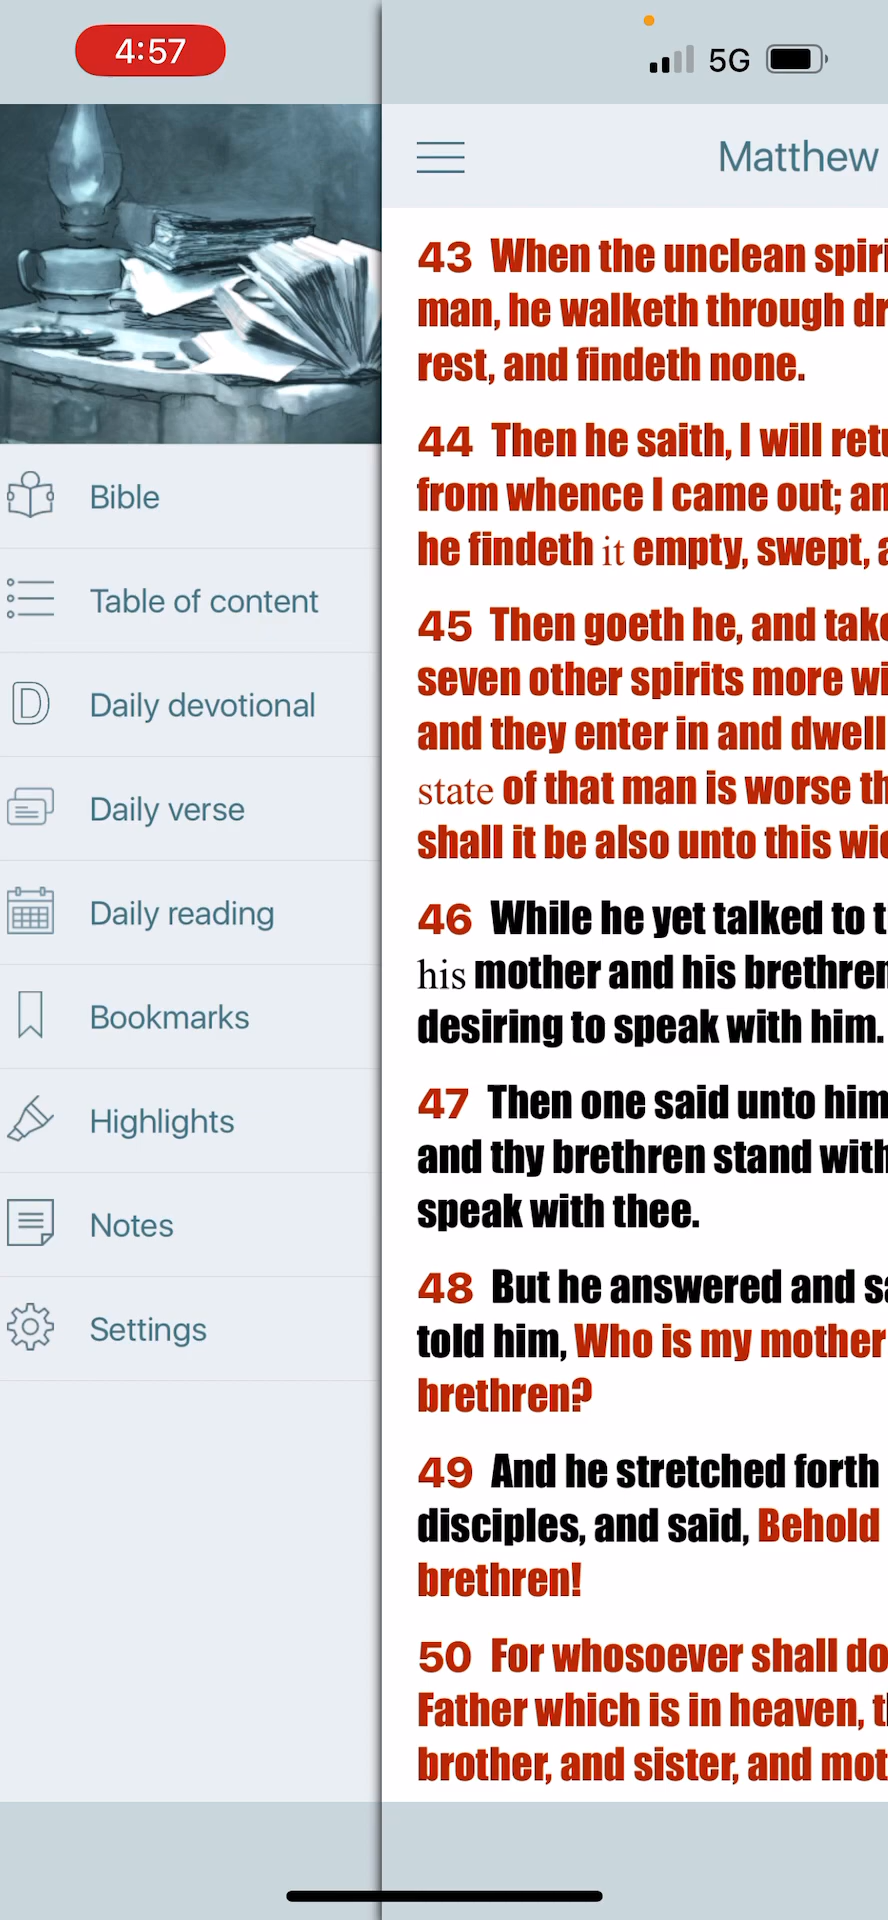 4:57
5G
Matthew
Bible
Table of content
Daily devotional
Daily verse
Daily reading
Bookmarks
Highlights
Notes
Settings
43 When the unclean spiri
man, he walketh through dr
rest, and findeth none.
44 Then he saith, I will retu
from whence I came out; an
he findeth it empty, swept, a
45 Then goeth he, and take
seven other spirits more wi
and they enter in and dwell
state of that man is worse th
shall it be also unto this wic
46 While he yet talked to t
his mother and his brethren
desiring to speak with him.
47 Then one said unto him
and thy brethren stand with
speak with thee.
48 But he answered and sa
told him, Who is my mother
brethren?
49 And he stretched forth
disciples, and said, Behold
brethren!
50 For whosoever shall do
Father which is in heaven, t
brother, and sister, and mot